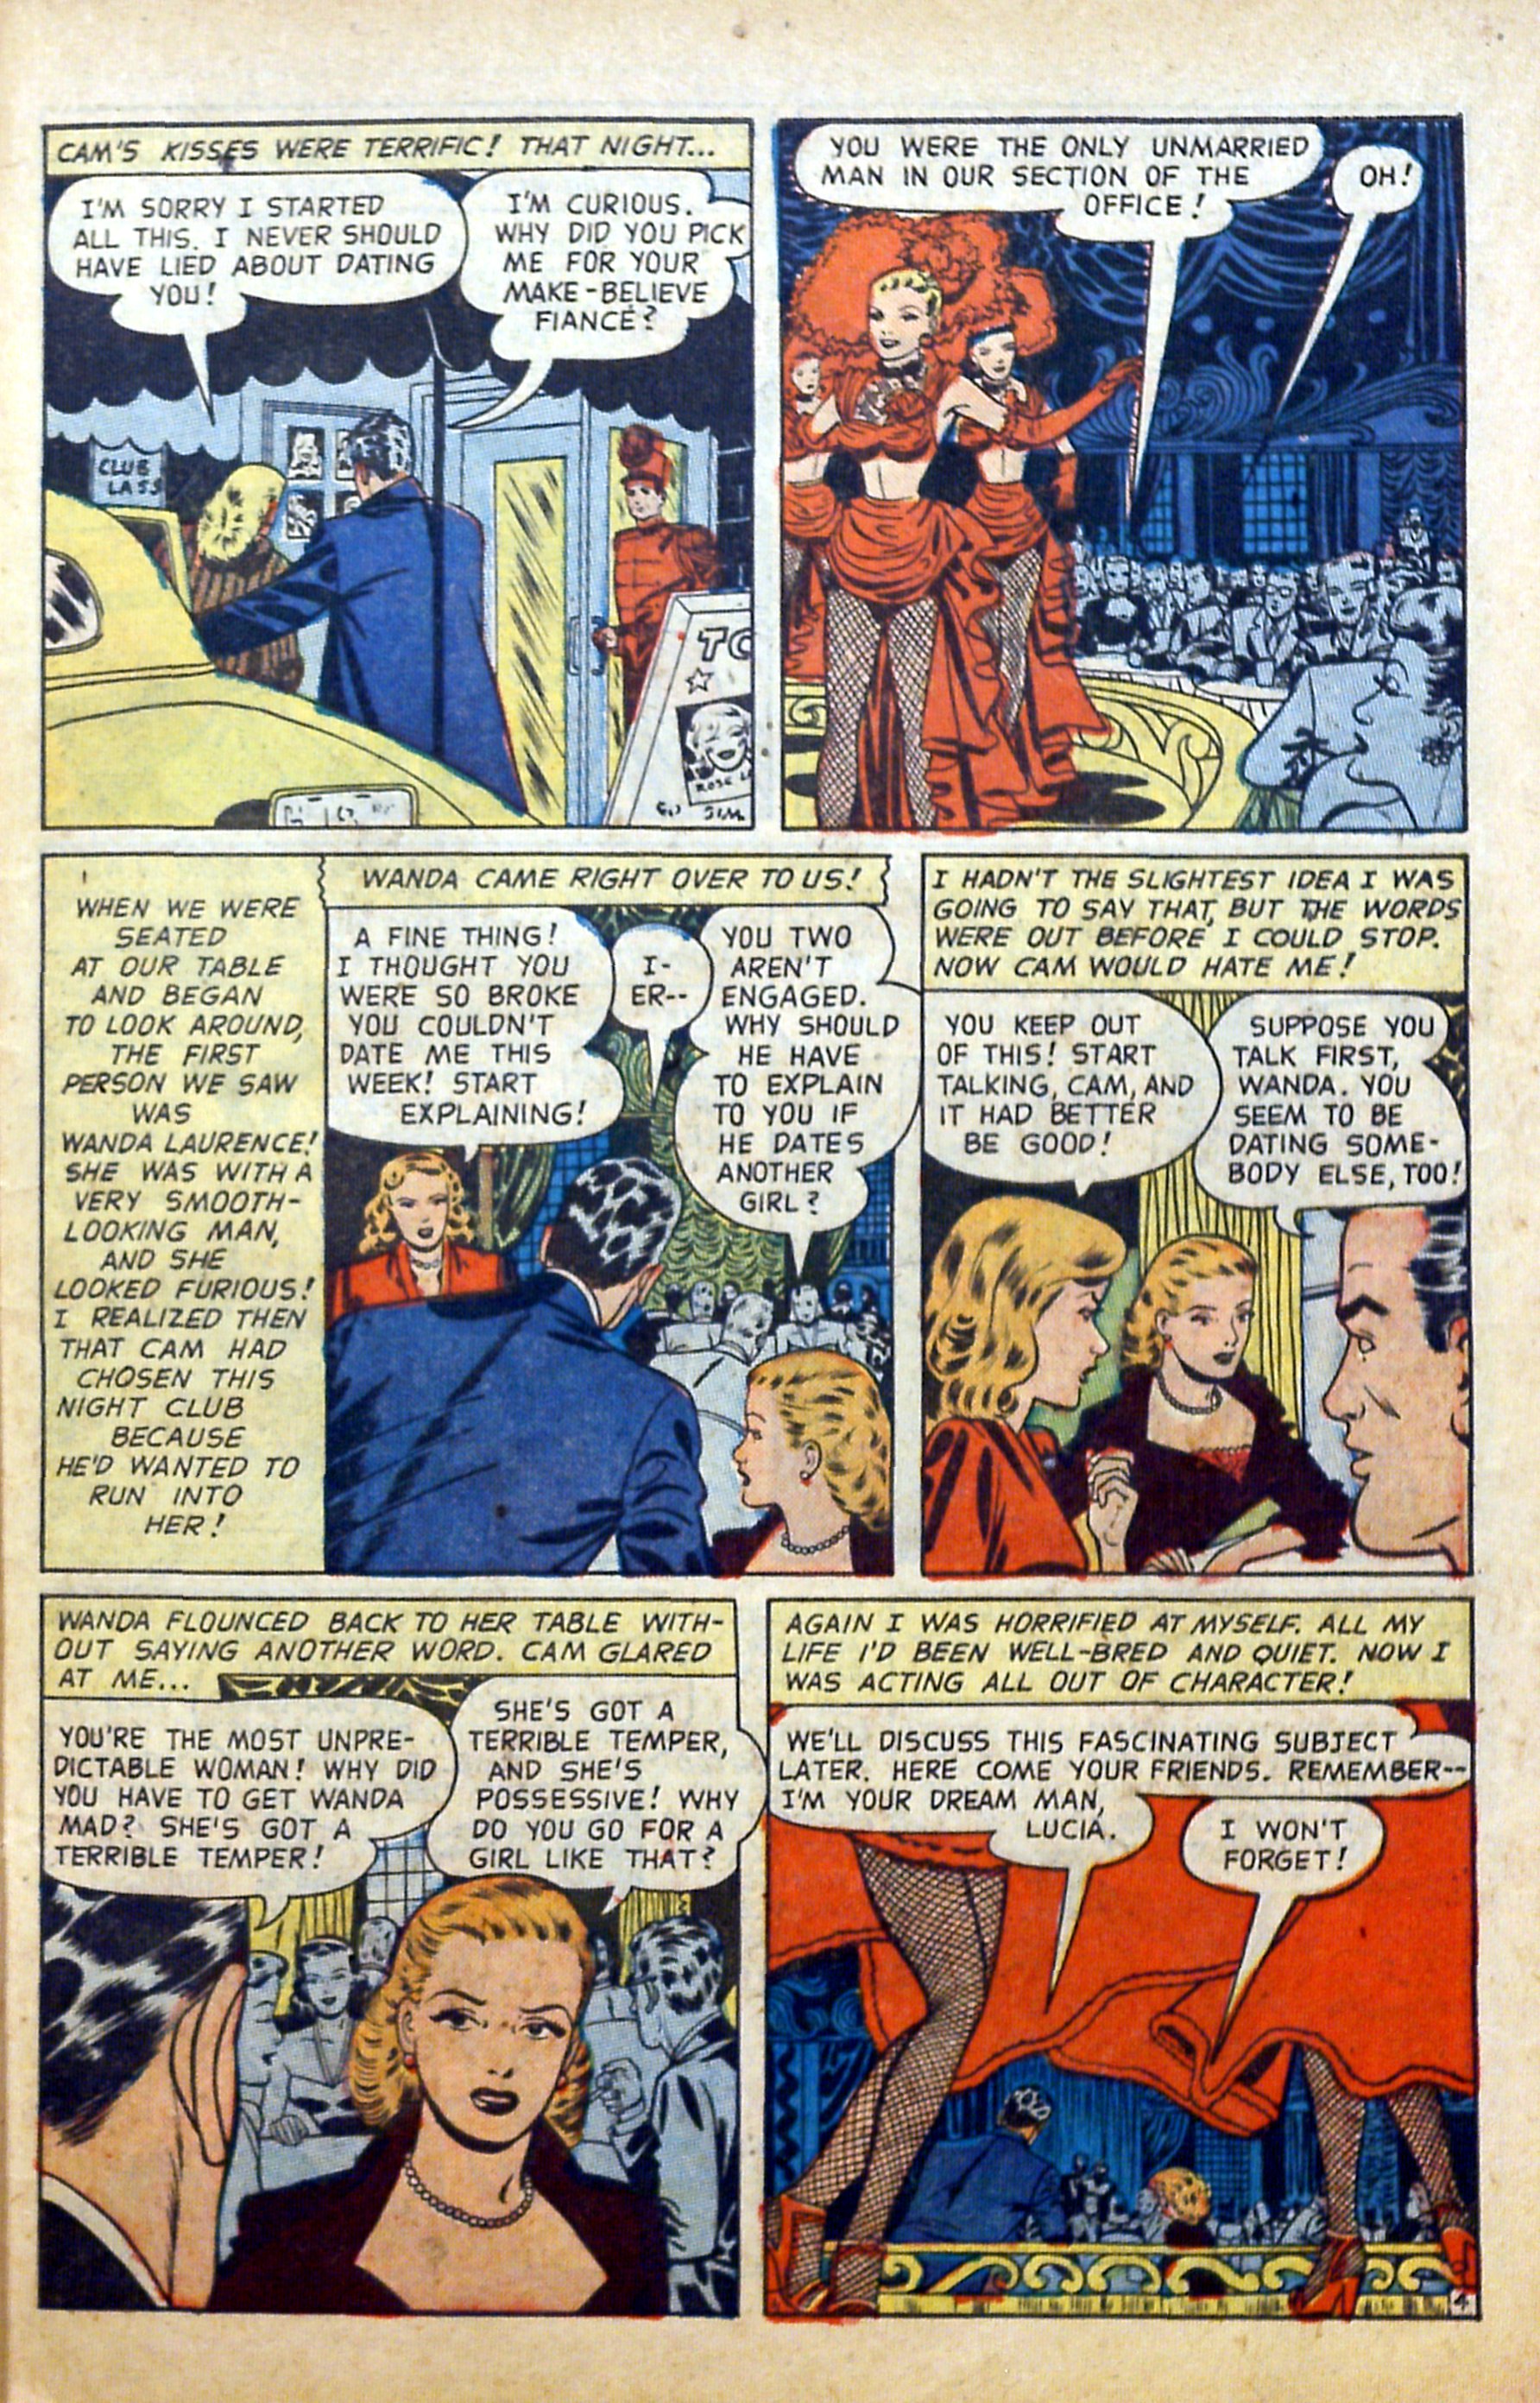 CAM'S KISSES WERE TERRIFIC! THAT NIGHT...
I'M SORRY I STARTED
ALL THIS. I NEVER SHOULD
HAVE LIED ABOUT DATING
YOU!
I'M CURIOUS.
WHY DID YOU PICK
ME FOR YOUR
MAKE-BELIEVE
FIANCÉ?
CLUB
LASS
TO
ROSE L
YOU WERE THE ONLY UNMARRIED
MAN IN OUR SECTION OF THE
OFFICE!
OH!
WHEN WE WERE
SEATED
AT OUR TABLE
AND BEGAN
TO LOOK AROUND,
THE FIRST
PERSON WE SAW
WAS
WANDA LAURENCE!
SHE WAS WITH A
VERY SMOOTH-
LOOKING MAN,
AND SHE
LOOKED FURIOUS!
I REALIZED THEN
THAT CAM HAD
CHOSEN THIS
NIGHT CLUB
BECAUSE
HE'D WANTED TO
RUN INTO
HER!
WANDA CAME RIGHT OVER TO US!
A FINE THING!
I THOUGHT YOU
WERE SO BROKE
YOU COULDN'T
DATE ME THIS
WEEK! START
EXPLAINING!
I-
ER--
YOU TWO
AREN'T
ENGAGED.
WHY SHOULD
HE HAVE
TO EXPLAIN
TO YOU IF
HE DATES
ANOTHER
GIRL?
I HADN'T THE SLIGHTEST IDEA I WAS
GOING TO SAY THAT, BUT THE WORDS
WERE OUT BEFORE I COULD STOP.
NOW CAM WOULD HATE ME!
YOU KEEP OUT
OF THIS! START
TALKING, CAM, AND
IT HAD BETTER
BE GOOD!
SUPPOSE YOU
TALK FIRST,
WANDA. YOU
SEEM TO BE
DATING SOME-
BODY ELSE, TOO!
WANDA FLOUNCED BACK TO HER TABLE WITH-
OUT SAYING ANOTHER WORD. CAM GLARED
AT ME...
YOU'RE THE MOST UNPRE-
DICTABLE WOMAN! WHY DID
YOU HAVE TO GET WANDA
MAD? SHE'S GOT A
TERRIBLE TEMPER!
SHE'S GOT A
TERRIBLE TEMPER,
AND SHE'S
POSSESSIVE! WHY
DO YOU GO FOR A
GIRL LIKE THAT?
AGAIN I WAS HORRIFIED AT MYSELF. ALL MY
LIFE I'D BEEN WELL-BRED AND QUIET. NOW I
WAS ACTING ALL OUT OF CHARACTER!
WE'LL DISCUSS THIS FASCINATING SUBJECT
LATER. HERE COME YOUR FRIENDS. REMEMBER--
I'M YOUR DREAM MAN,
LUCIA.
I WON'T
FORGET!
4